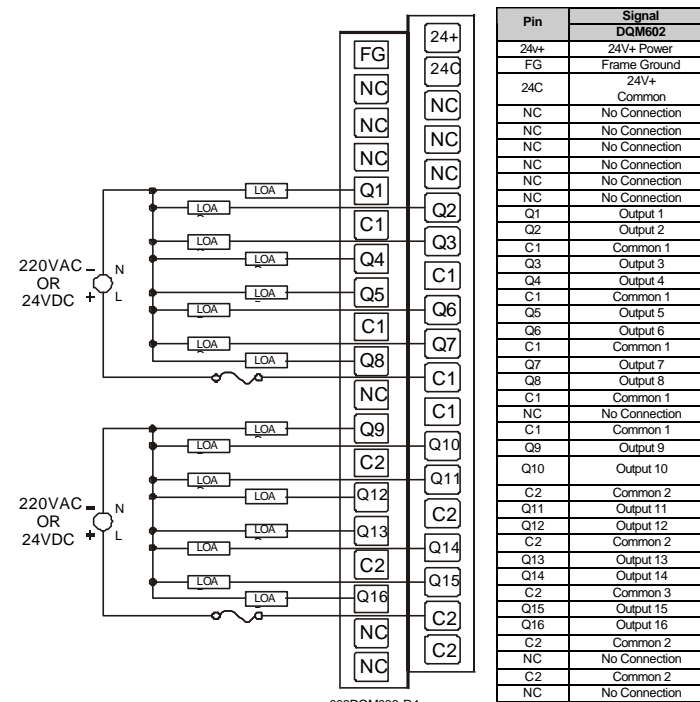 FG
NC
NC
NC
Q1
C1
Q4
Q5
C1
Q8
NC
Q9
C2
Q12
Q13
C2
Q16
NC
NC
24+
24C
NC
NC
NC
Q2
Q3
C1
Q6
Q7
C1
C1
Q10
Q11
C2
Q14
Q15
C2
C2
LOA
LOA
LOA
LOA
LOA
LOA
LOA
LOA
220VAC - N
OR
24VDC + L
LOA
LOA
LOA
LOA
LOA
LOA
LOA
LOA
220VAC - N
OR
24VDC + L
Pin Signal
DQM602
24v+ 24V+ Power
FG Frame Ground
24C 24V+
Common
NC No Connection
NC No Connection
NC No Connection
NC No Connection
NC No Connection
NC No Connection
Q1 Output 1
Q2 Output 2
C1 Common 1
Q3 Output 3
Q4 Output 4
C1 Common 1
Q5 Output 5
Q6 Output 6
C1 Common 1
Q7 Output 7
Q8 Output 8
C1 Common 1
NC No Connection
C1 Common 1
Q9 Output 9
Q10 Output 10
C2 Common 2
Q11 Output 11
Q12 Output 12
C2 Common 2
Q13 Output 13
Q14 Output 14
C2 Common 3
Q15 Output 15
Q16 Output 16
C2 Common 2
NC No Connection
C2 Common 2
NC No Connection